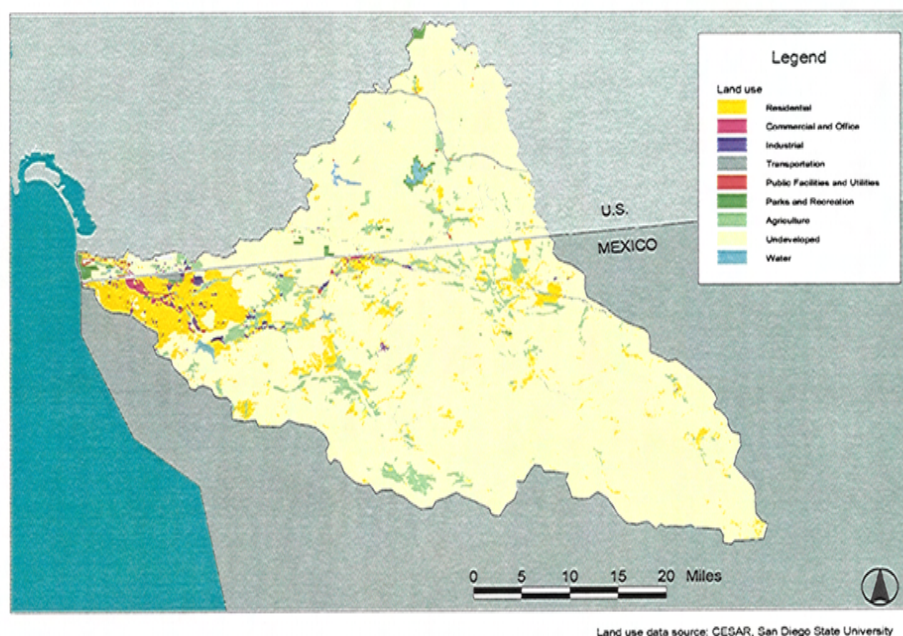 Legend
Land use
Residential
Commercial and Office
Industrial
Transportation
Public Facilities and Utilities
Parks and Recreation
Agriculture
Undeveloped
Water
U.S.
MEXICO
0 5 10 15 20 Miles
Land use data source: CESAR, San Diego State University